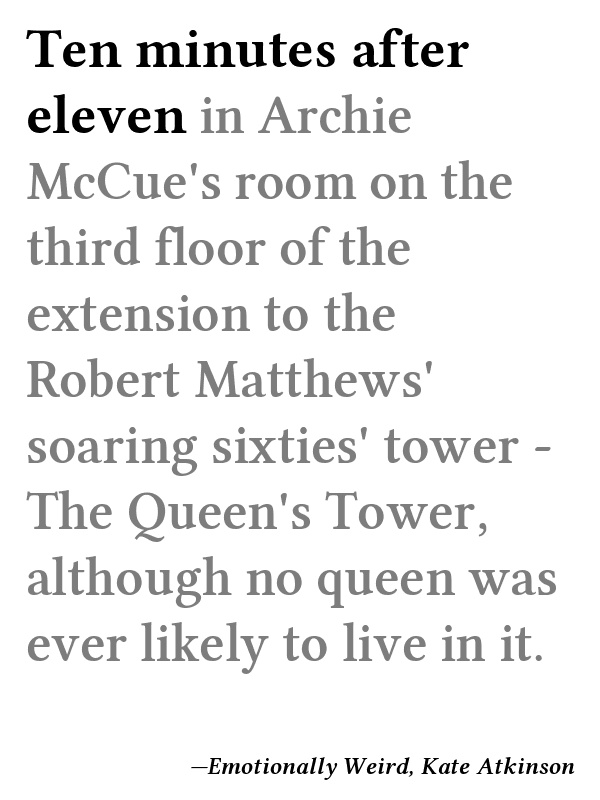 Ten minutes after
eleven in Archie
McCue's room on the
third floor of the
extension to the
Robert Matthews'
soaring sixties' tower -
The Queen's Tower,
although no queen was
ever likely to live in it.
—Emotionally Weird, Kate Atkinson